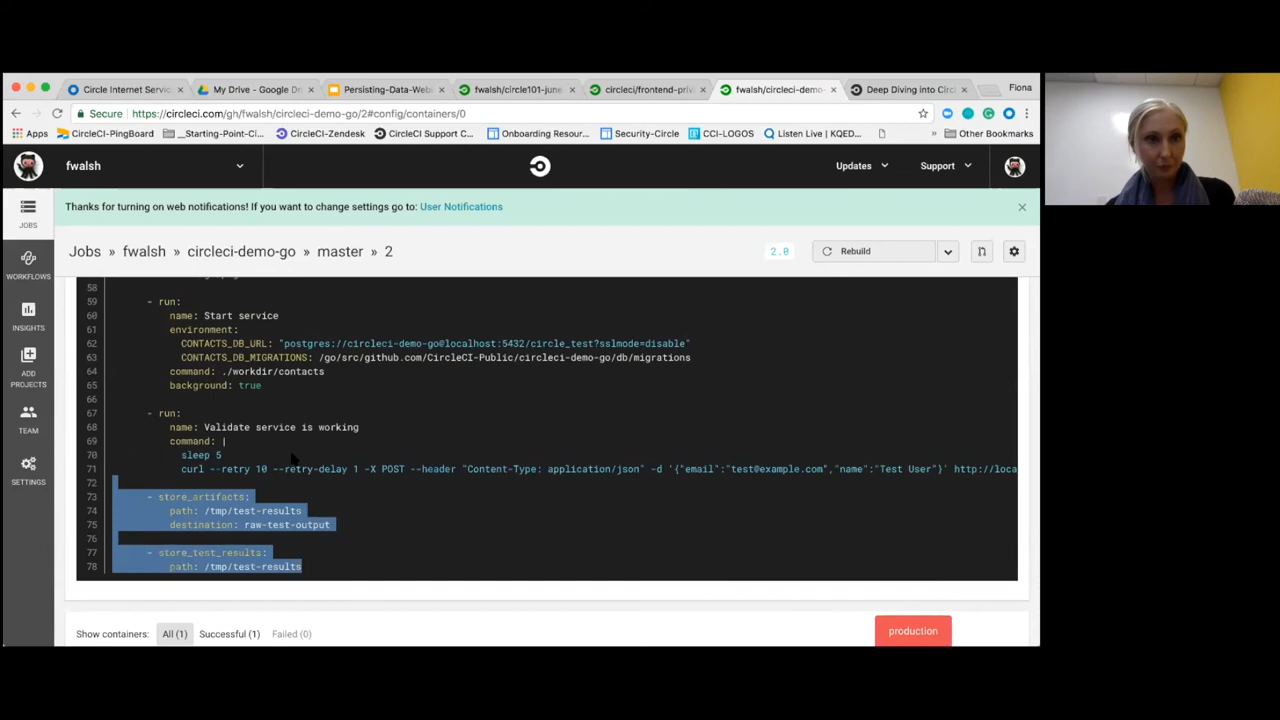 Circle Internet Servic
My Drive - Google Dr
Persisting-Data-Webi
fwalsh/circle101-june
circleci/frontend-priv
fwalsh/circleci-demo-
Deep Diving into Circl
Fiona
Secure
https://circleci.com/gh/fwalsh/circleci-demo-go/2#config/containers/0
Apps
CircleCI-PingBoard
__Starting-Point-Ci
CircleCI-Zendesk
CircleCI Support C...
Onboarding Resour...
Security-Circle
CCI-LOGOS
Listen Live | KQED...
»
Other Bookmarks
fwalsh
Updates
Support
JOBS
WORKFLOWS
INSIGHTS
ADD
PROJECTS
TEAM
SETTINGS
Thanks for turning on web notifications! If you want to change settings go to: User Notifications
Jobs » fwalsh » circleci-demo-go » master » 2
2.0
Rebuild
58
59 - run:
60 name: Start service
61 environment:
62 CONTACTS_DB_URL: "postgres://circleci-demo-go@localhost:5432/circle_test?sslmode=disable"
63 CONTACTS_DB_MIGRATIONS: /go/src/github.com/CircleCI-Public/circleci-demo-go/db/migrations
64 command: ./workdir/contacts
65 background: true
66
67 - run:
68 name: Validate service is working
69 command: |
70 sleep 5
71 curl --retry 10 --retry-delay 1 -X POST --header "Content-Type: application/json" -d '{"email":"test@example.com","name":"Test User"}' http://loca
72
73 - store_artifacts:
74 path: /tmp/test-results
75 destination: raw-test-output
76
77 - store_test_results:
78 path: /tmp/test-results
Show containers: All (1) Successful (1) Failed (0)
production